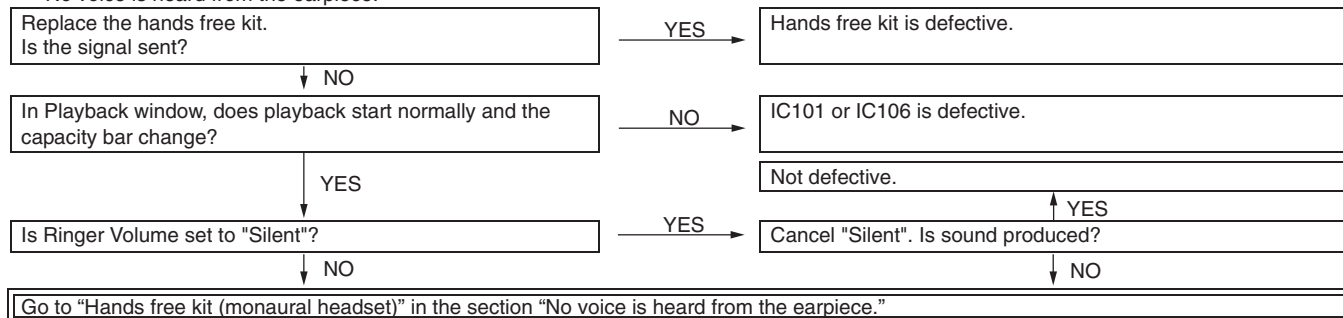 No voice is heard from the earpiece.
Replace the hands free kit.
Is the signal sent?
YES
Hands free kit is defective.
NO
In Playback window, does playback start normally and the
capacity bar change?
NO
IC101 or IC106 is defective.
YES
Not defective.
YES
Is Ringer Volume set to "Silent"?
YES
Cancel "Silent". Is sound produced?
NO
NO
Go to “Hands free kit (monaural headset)” in the section “No voice is heard from the earpiece.”